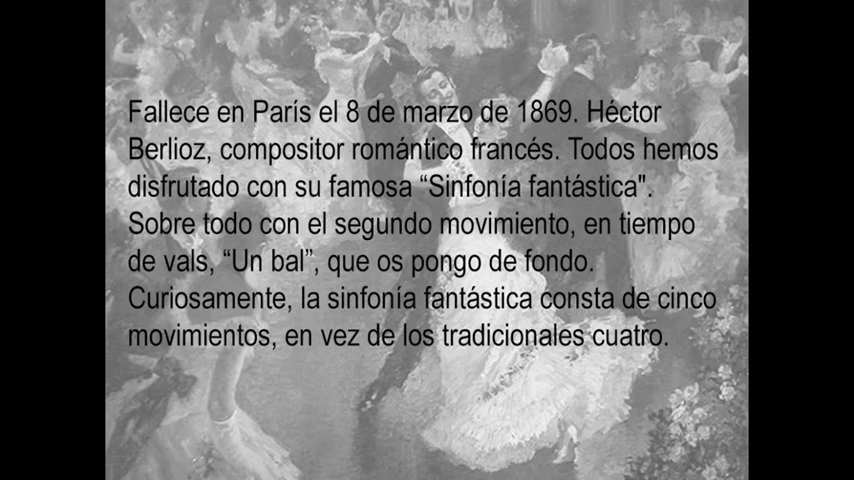 Fallece en París el 8 de marzo de 1869. Héctor
Berlioz, compositor romántico francés. Todos hemos
disfrutado con su famosa “Sinfonía fantástica".
Sobre todo con el segundo movimiento, en tiempo
de vals, “Un bal”, que os pongo de fondo.
Curiosamente, la sinfonía fantástica consta de cinco
movimientos, en vez de los tradicionales cuatro.